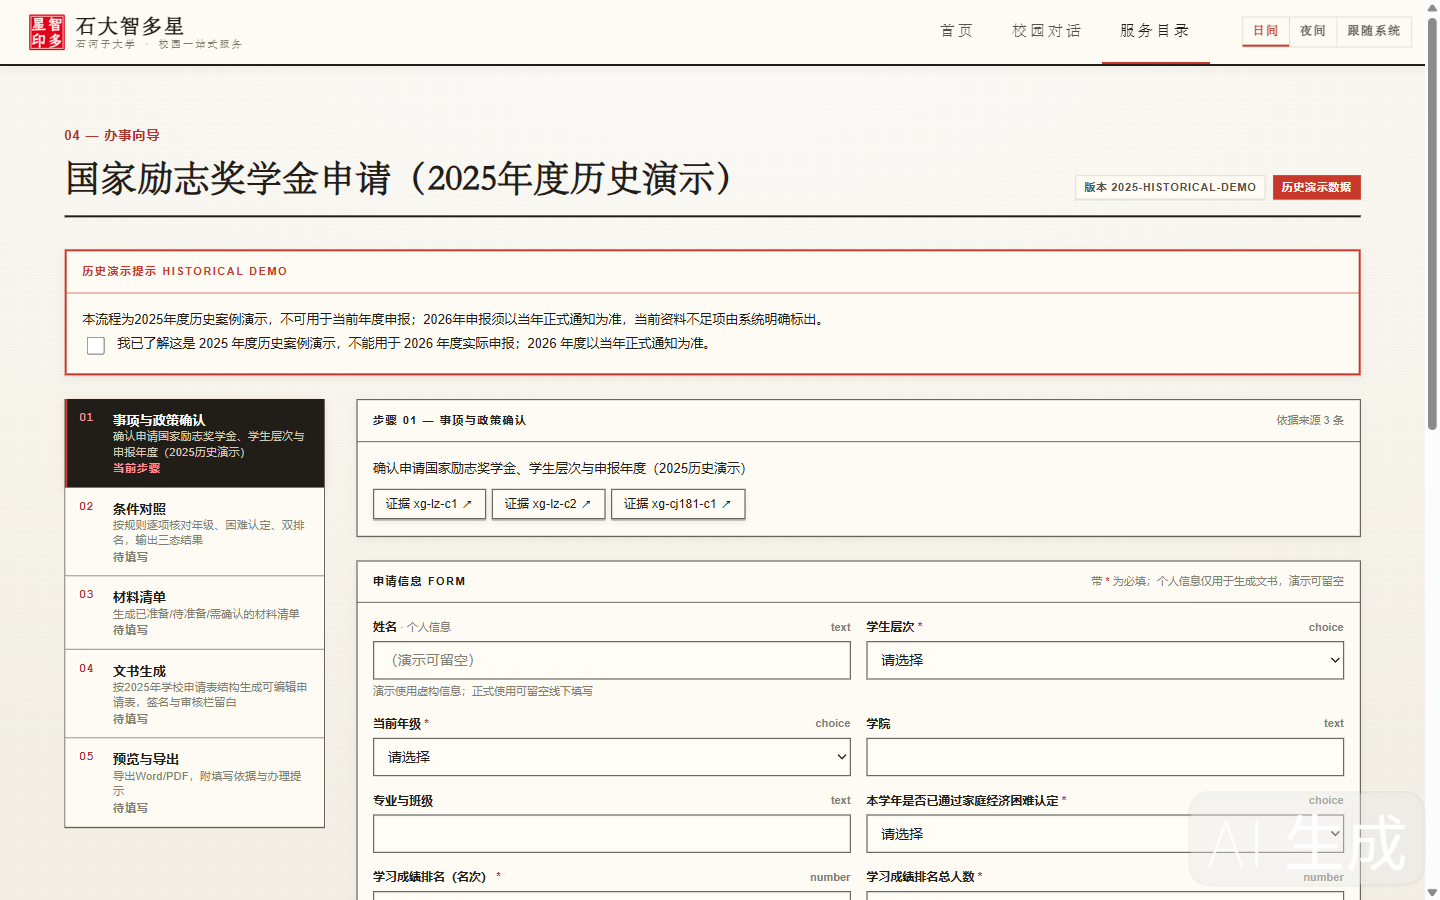 星智
印多
石大智多星
石河子大学 · 校园一站式服务
首页
校园对话
服务目录
日间
夜间
跟随系统
04 — 办事向导
国家励志奖学金申请（2025年度历史演示）
版本 2025-HISTORICAL-DEMO
历史演示数据
历史演示提示 HISTORICAL DEMO
本流程为2025年度历史案例演示，不可用于当前年度申报；2026年申报须以当年正式通知为准，当前资料不足项由系统明确标出。
我已了解这是 2025 年度历史案例演示，不能用于 2026 年度实际申报；2026 年度以当年正式通知为准。
01
事项与政策确认
确认申请国家励志奖学金、学生层次与
申报年度（2025历史演示）
当前步骤
02
条件对照
按规则逐项核对年级、困难认定、双排
名，输出三态结果
待填写
03
材料清单
生成已准备/待准备/需确认的材料清单
待填写
04
文书生成
按2025年学校申请表结构生成可编辑申
请表，签名与审核栏留白
待填写
05
预览与导出
导出Word/PDF，附填写依据与办理提
示
待填写
步骤 01 — 事项与政策确认
依据来源 3 条
确认申请国家励志奖学金、学生层次与申报年度（2025历史演示）
证据 xg-lz-c1 ↗
证据 xg-lz-c2 ↗
证据 xg-cj181-c1 ↗
申请信息 FORM
带 * 为必填；个人信息仅用于生成文书，演示可留空
姓名 · 个人信息
text
（演示可留空）
演示使用虚构信息；正式使用可留空线下填写
学生层次 *
choice
请选择
当前年级 *
choice
请选择
学院
text
专业与班级
text
本学年是否已通过家庭经济困难认定 *
choice
请选择
学习成绩排名（名次） *
number
学习成绩排名总人数 *
number
AI 生成